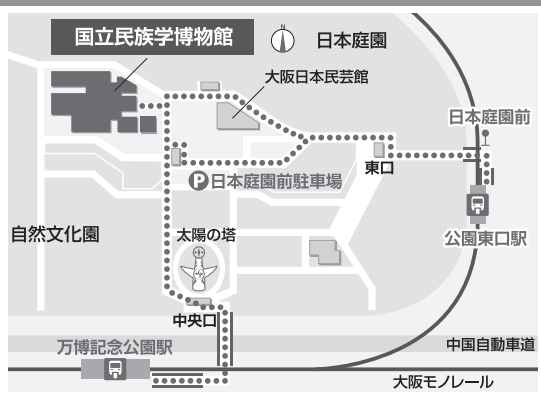 国立民族学博物館
N
日本庭園
大阪日本民芸館
日本庭園前
東口
P日本庭園前駐車場
自然文化園
太陽の塔
公園東口駅
中央口
万博記念公園駅
中国自動車道
大阪モノレール